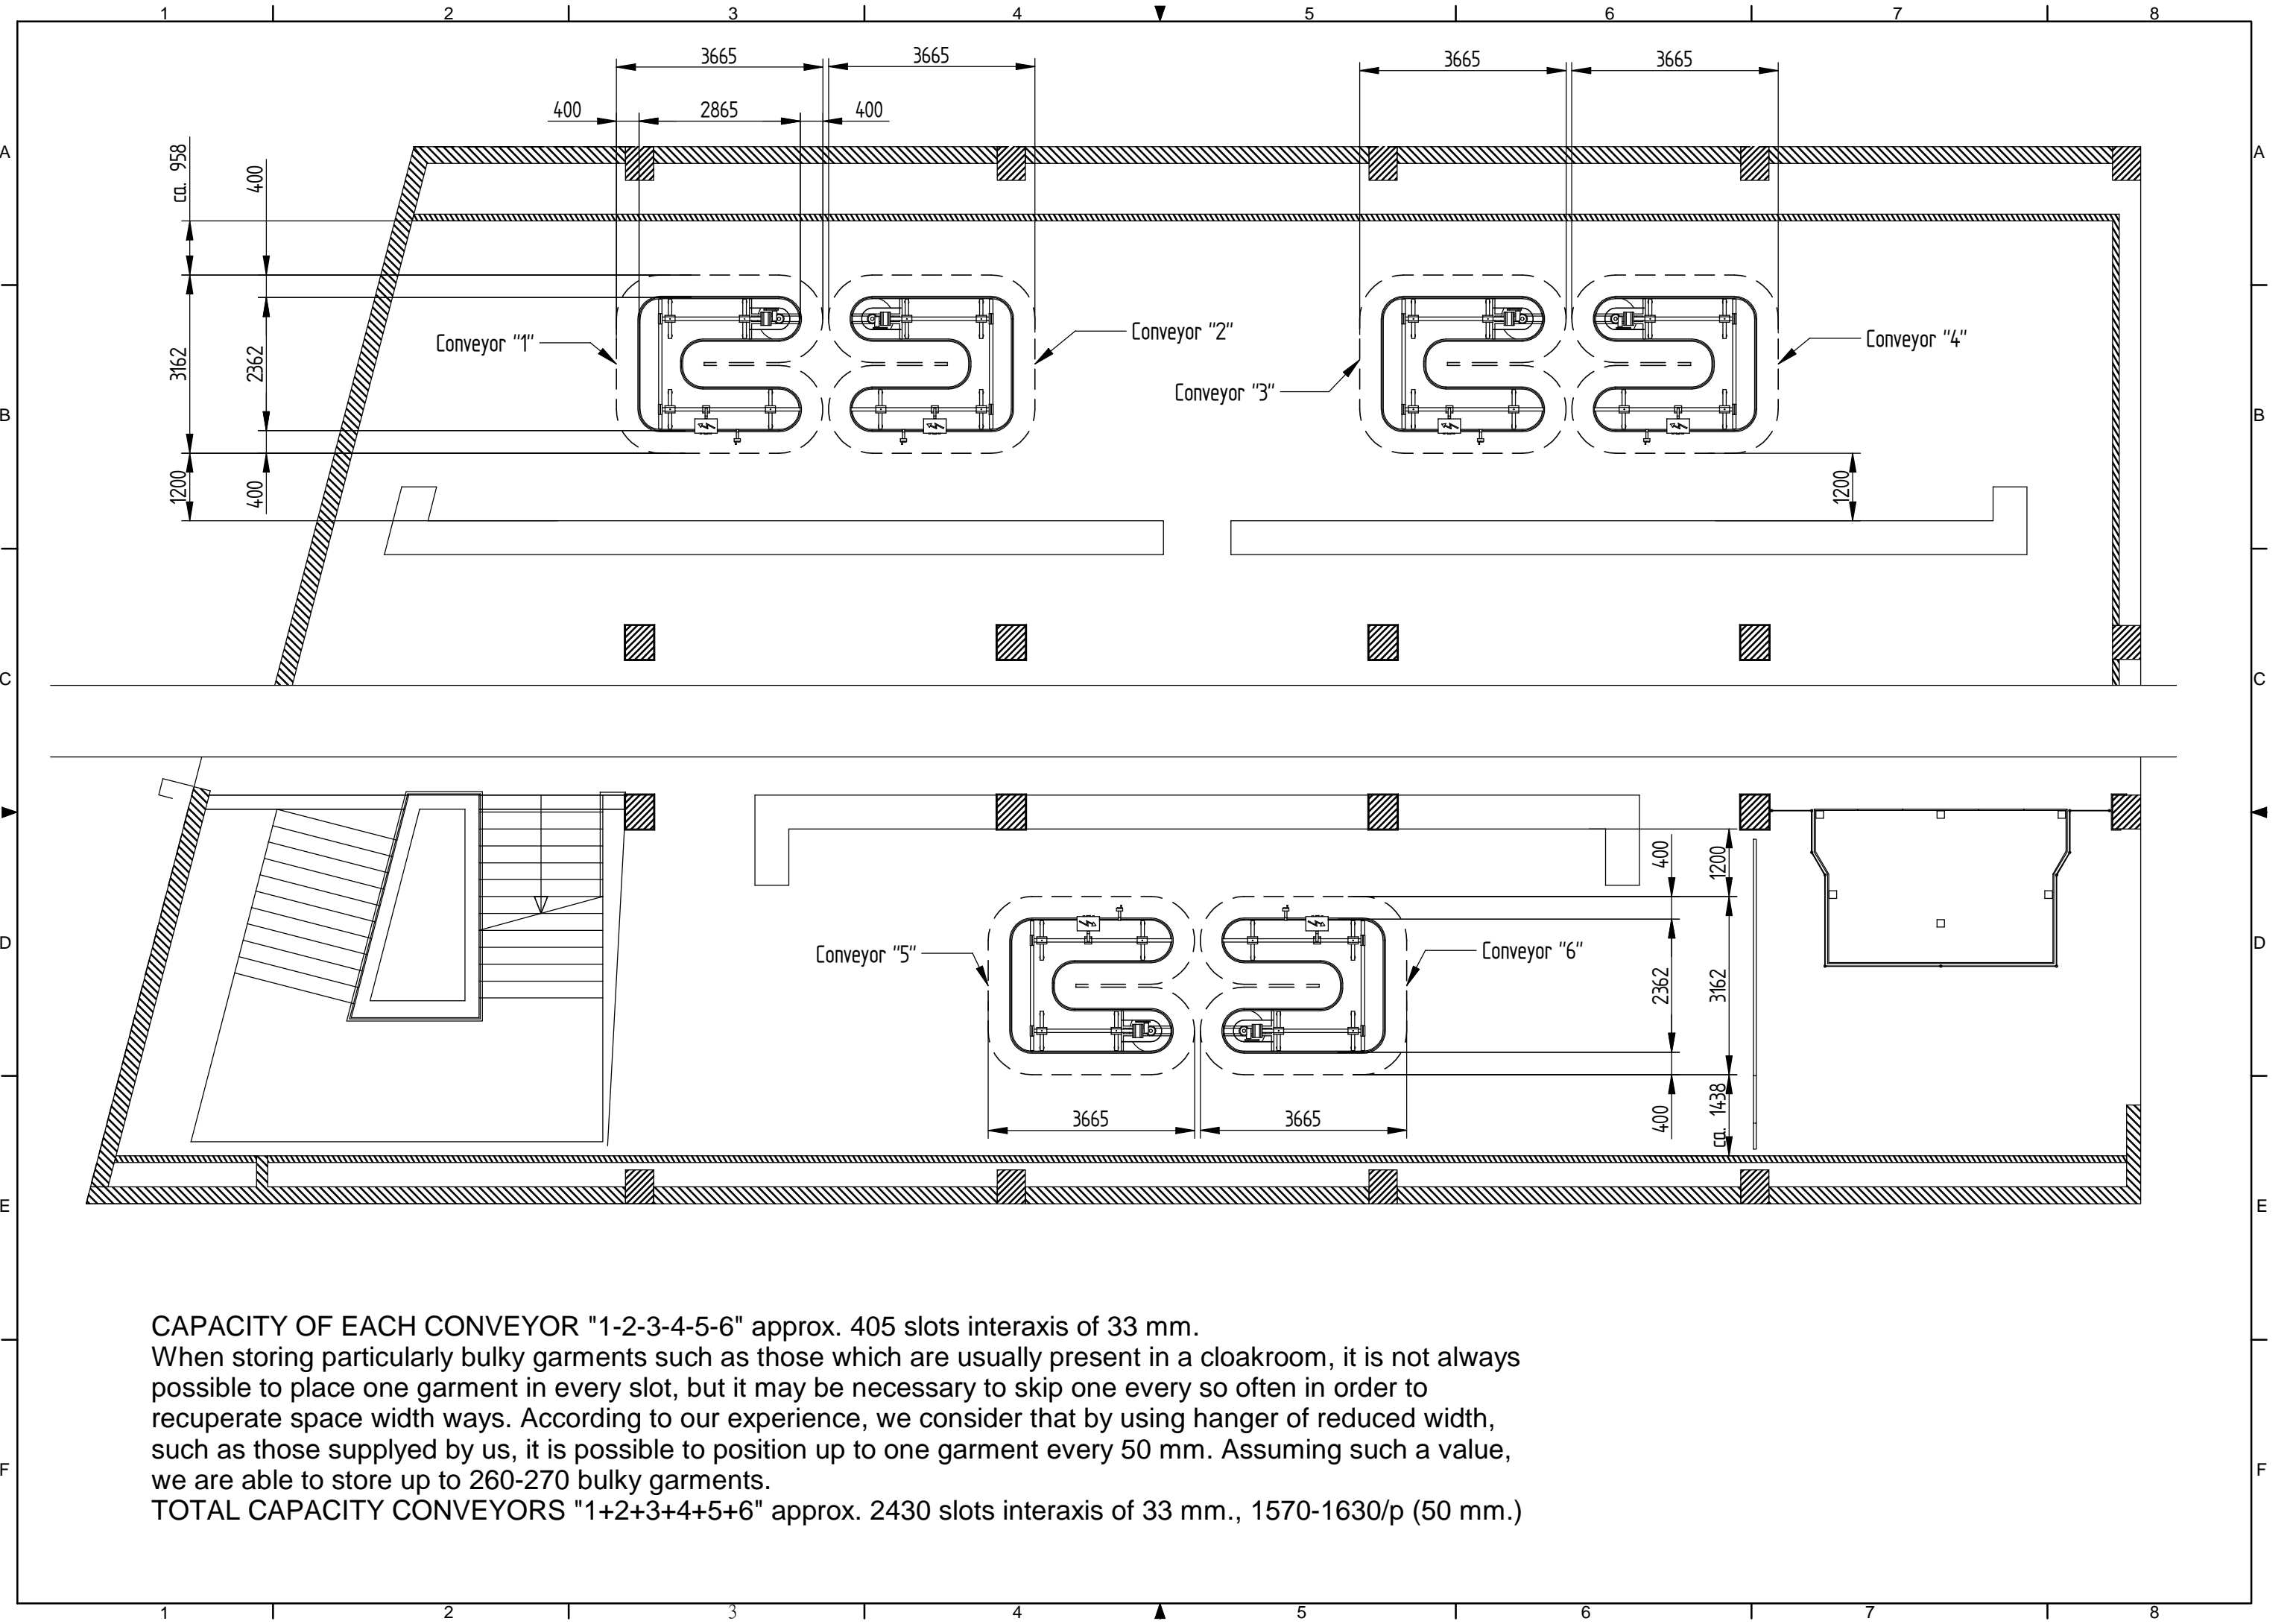 1 2 3 4 5 6 7 8
3665 3665 3665 3665
400 2865 400
A A
ca. 958
400
Conveyor "1"
Conveyor "2"
Conveyor "3"
Conveyor "4"
3162
2362
B B
1200
400
1200
C C
400
1200
Conveyor "5"
Conveyor "6"
D D
2362
3162
3665 3665
400
ca. 1438
E E
CAPACITY OF EACH CONVEYOR "1-2-3-4-5-6" approx. 405 slots interaxis of 33 mm.
When storing particularly bulky garments such as those which are usually present in a cloakroom, it is not always
possible to place one garment in every slot, but it may be necessary to skip one every so often in order to
recuperate space width ways. According to our experience, we consider that by using hanger of reduced width,
such as those supplyed by us, it is possible to position up to one garment every 50 mm. Assuming such a value,
we are able to store up to 260-270 bulky garments.
TOTAL CAPACITY CONVEYORS "1+2+3+4+5+6" approx. 2430 slots interaxis of 33 mm., 1570-1630/p (50 mm.)
F F
1 2 3 4 5 6 7 8